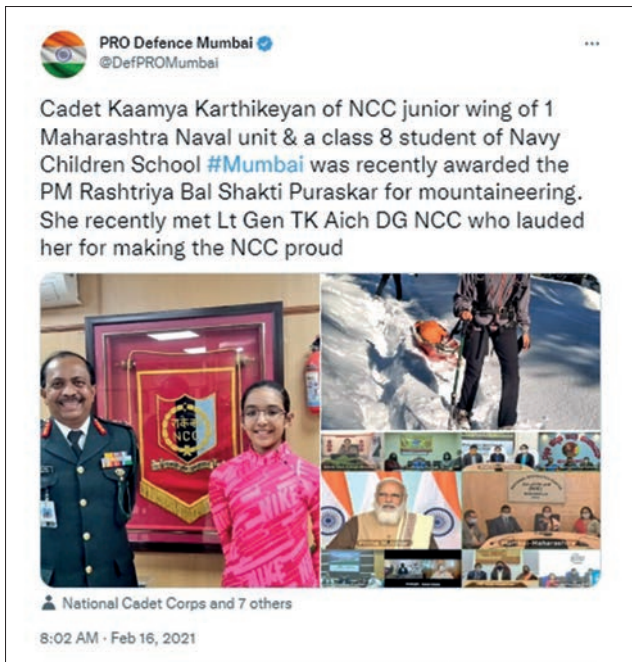 PRO Defence Mumbai
@DefPROMumbai
Cadet Kaamya Karthikeyan of NCC junior wing of 1
Maharashtra Naval unit & a class 8 student of Navy
Children School #Mumbai was recently awarded the
PM Rashtriya Bal Shakti Puraskar for mountaineering.
She recently met Lt Gen TK Aich DG NCC who lauded
her for making the NCC proud
NCC
NIKE
National Cadet Corps and 7 others
8:02 AM · Feb 16, 2021